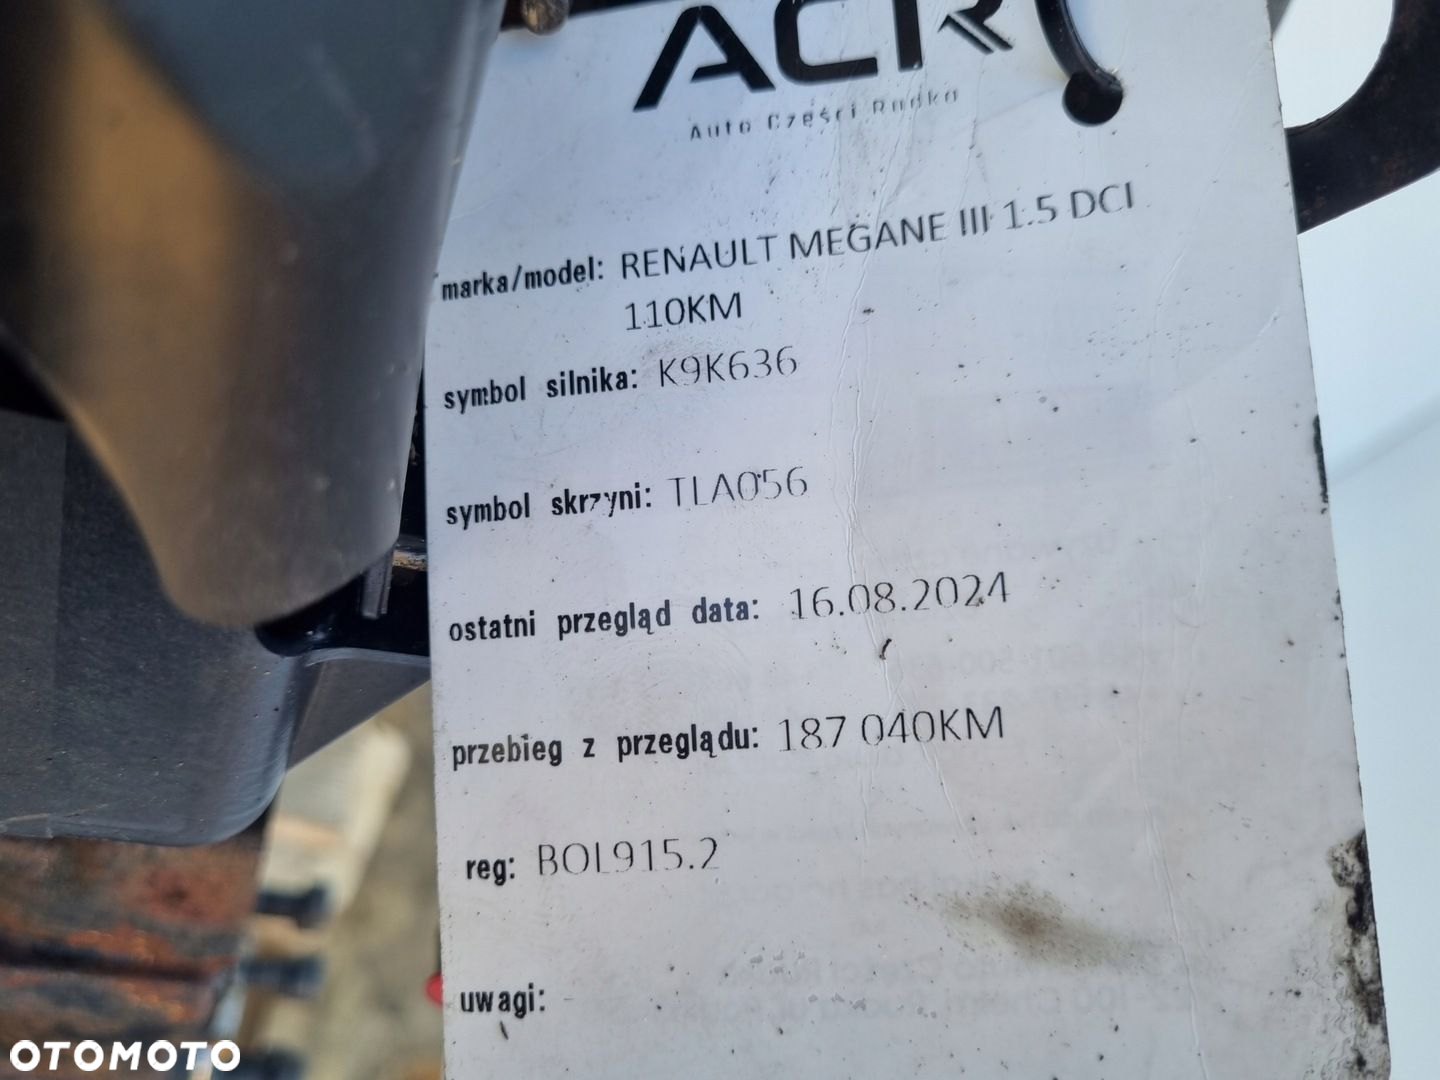 ACR
Auto Części Rudka
marka/model: RENAULT MEGANE III 1.5 DCI
110KM
symbol silnika: K9K636
symbol skrzyni: TLA056
ostatni przegląd data: 16.08.2024
przebieg z przeglądu: 187 040KM
reg: BOL915.2
uwagi:
OTOMOTO